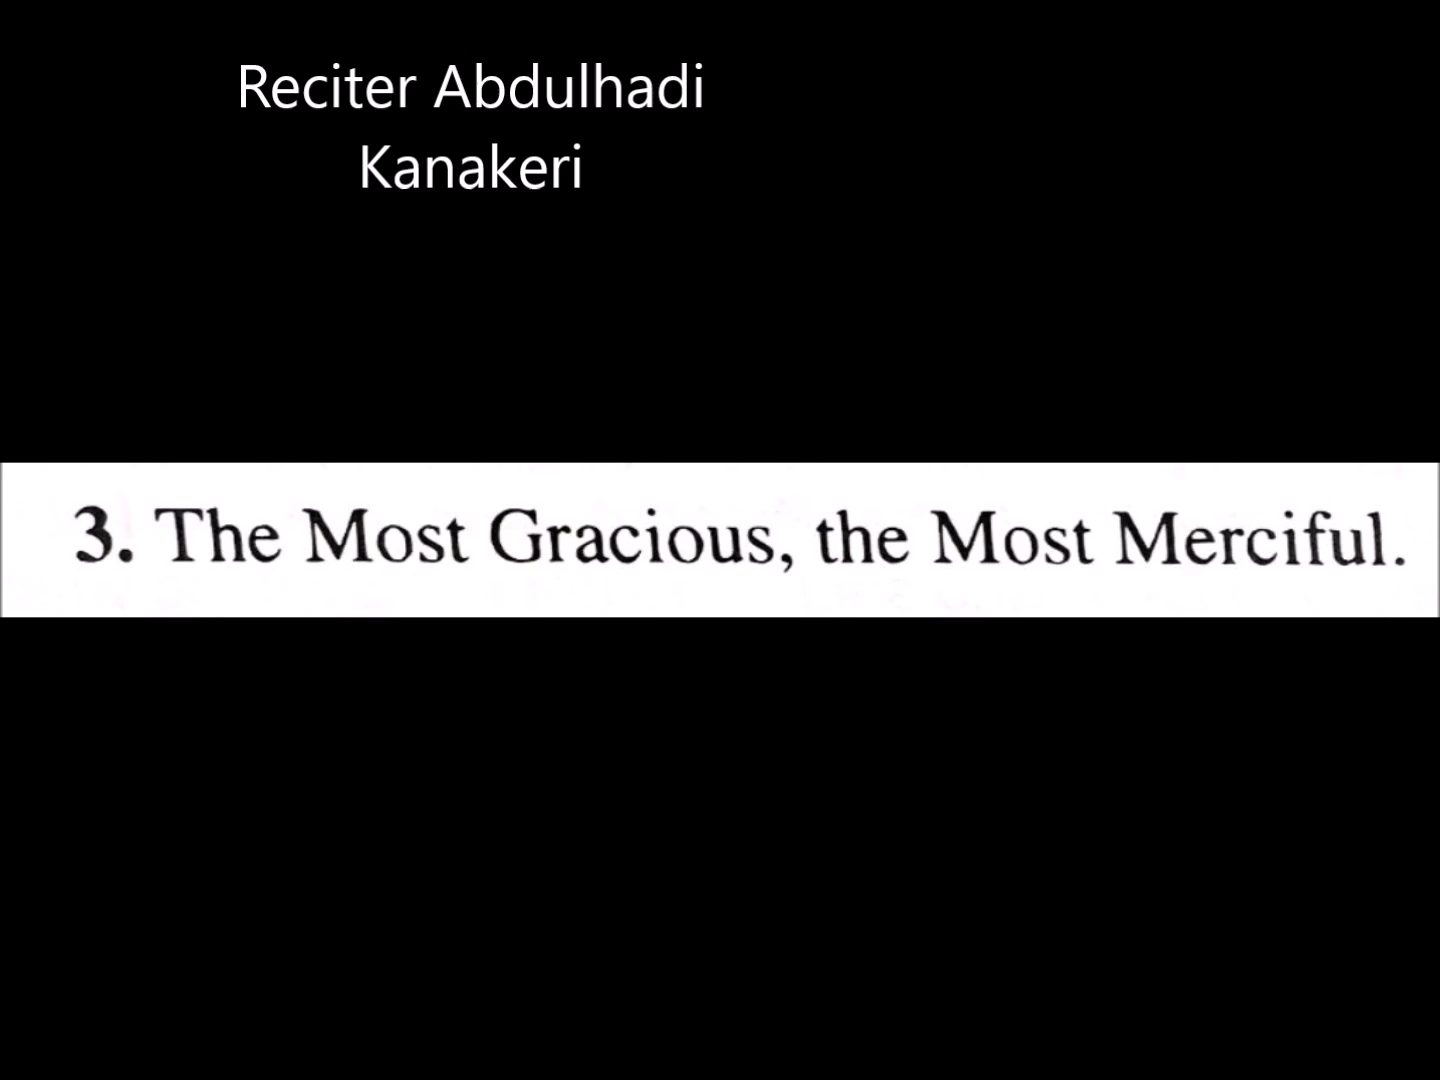 Reciter Abdulhadi
Kanakeri
3. The Most Gracious, the Most Merciful.